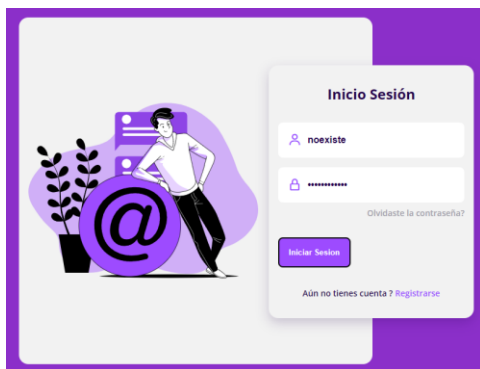 Inicio Sesión
noexiste
••••••••••••
Olvidaste la contraseña?
Iniciar Sesion
Aún no tienes cuenta ? Registrarse
@